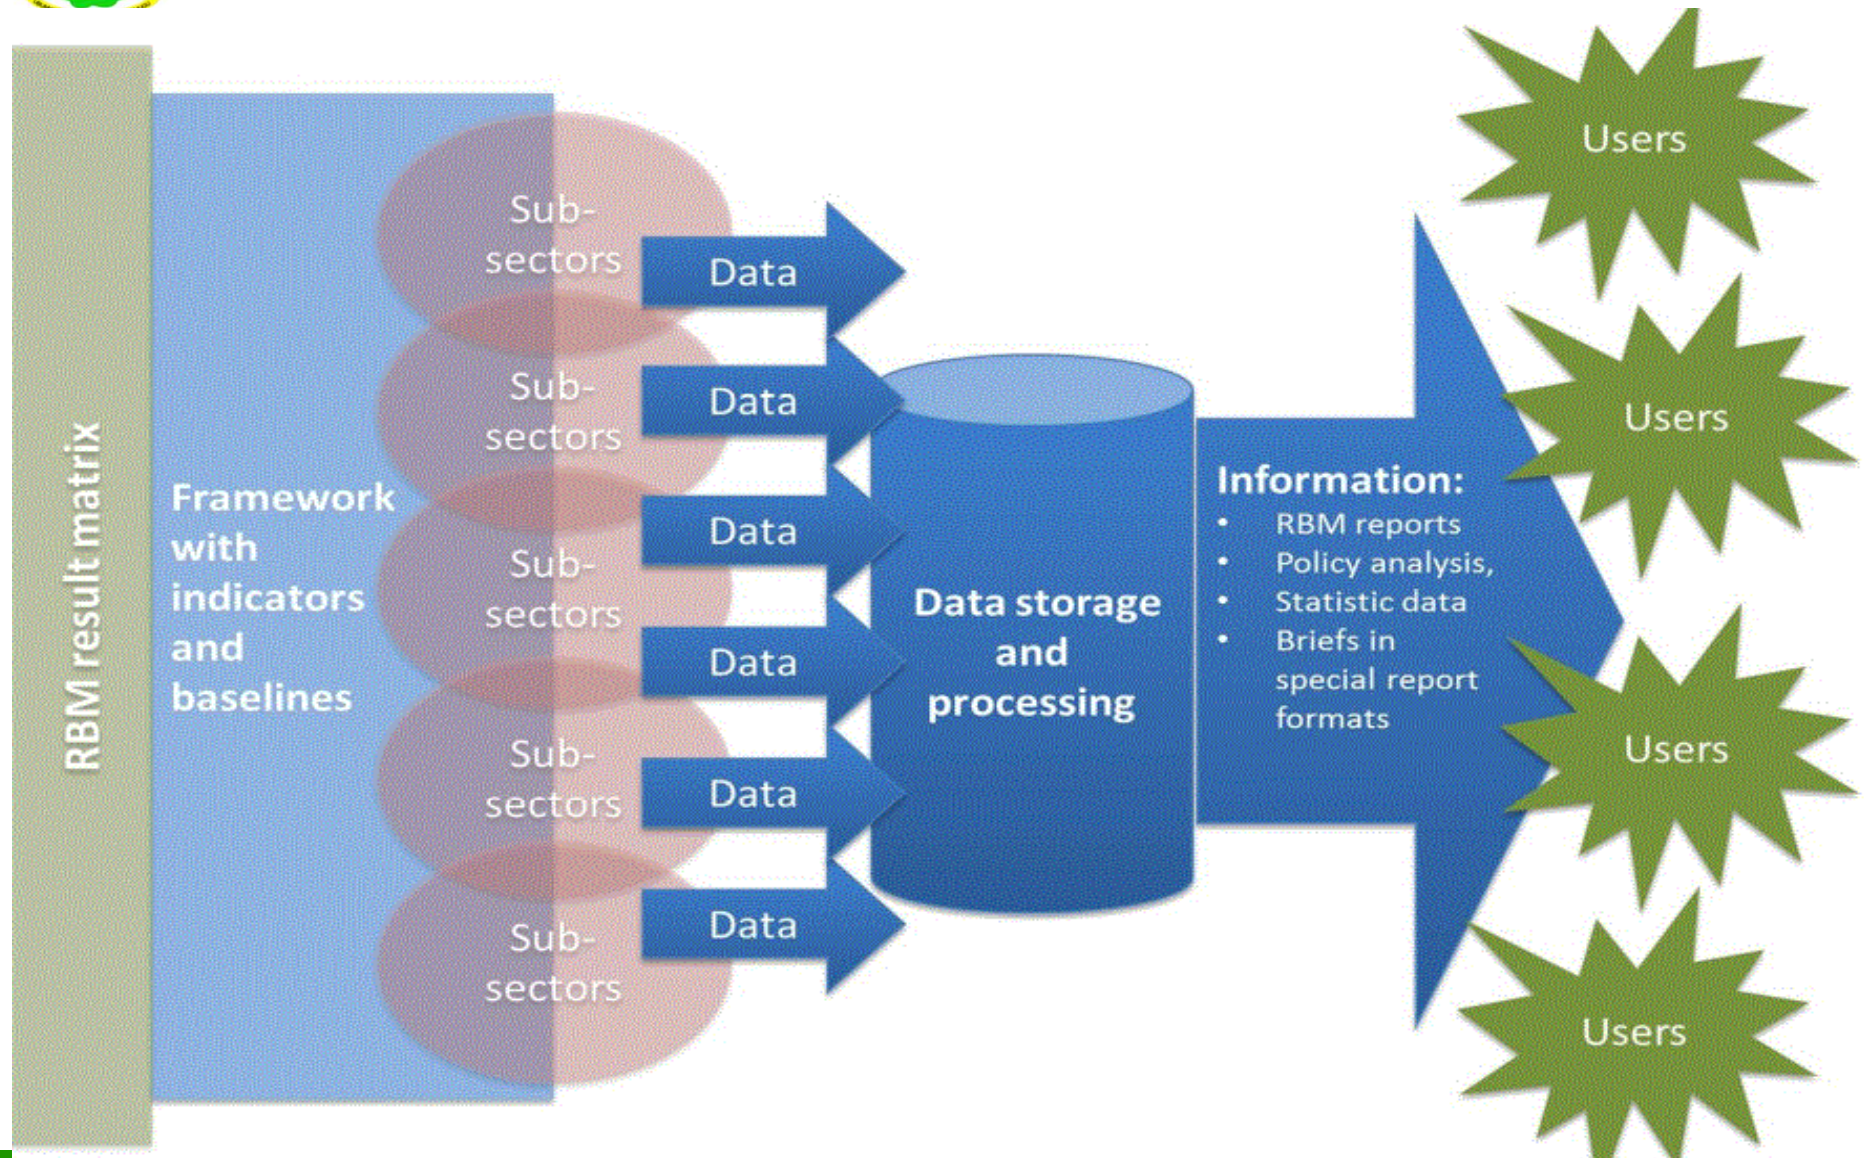 RBM result matrix
Framework
with
indicators
and
baselines
Sub-
sectors
Sub-
sectors
Sub-
sectors
Sub-
sectors
Sub-
sectors
Data
Data
Data
Data
Data
Data
Data storage
and
processing
Information:
• RBM reports
• Policy analysis,
• Statistic data
• Briefs in
special report
formats
Users
Users
Users
Users